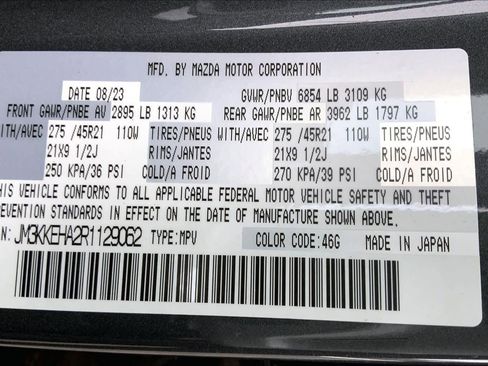 MFD. BY MAZDA MOTOR CORPORATION
DATE 08/23 GVWR/PNBV 6854 LB 3109 KG
FRONT GAWR/PNBE AV 2895 LB 1313 KG REAR GAWR/PNBE AR 3962 LB 1797 KG
WITH/AVEC 275 /45R21 110W TIRES/PNEUS WITH/AVEC 275 /45R21 110W TIRES/PNEUS
21X9 1/2J RIMS/JANTES 21X9 1/2J RIMS/JANTES
250 KPA/36 PSI COLD/A FROID 270 KPA/39 PSI COLD/A FROID
THIS VEHICLE CONFORMS TO ALL APPLICABLE FEDERAL MOTOR VEHICLE SAFETY AND THEFT
PREVENTION STANDARDS IN EFFECT ON THE DATE OF MANUFACTURE SHOWN ABOVE.
N: JM3KKEHA2R1129062 TYPE:MPV COLOR CODE:46G MADE IN JAPAN